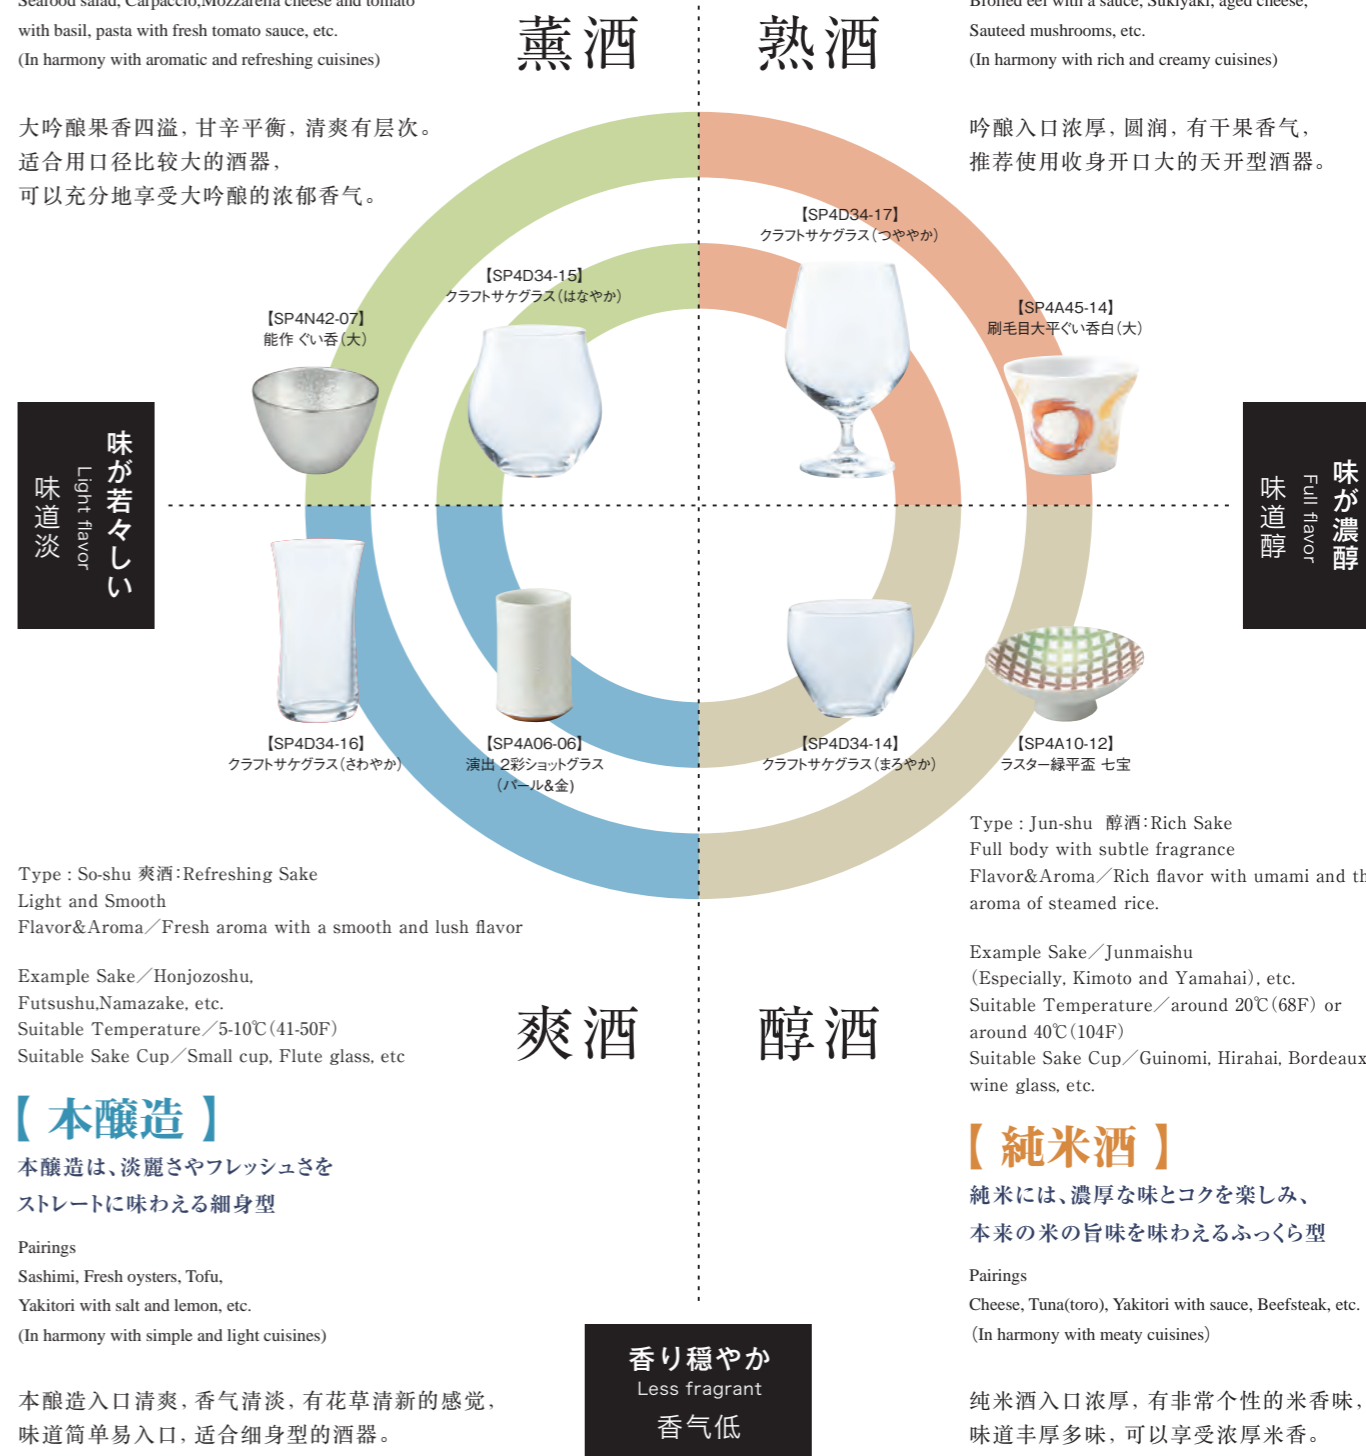 Seafood salad, Carpaccio,Mozzarella cheese and tomato
with basil, pasta with fresh tomato sauce, etc.
(In harmony with aromatic and refreshing cuisines)
大吟酿果香四溢，甘辛平衡，清爽有层次。
适合用口径比较大的酒器，
可以充分地享受大吟酿的浓郁香气。
薫酒
熟酒
Broiled eel with a sauce, Sukiyaki, aged cheese,
Sauteed mushrooms, etc.
(In harmony with rich and creamy cuisines)
吟酿入口浓厚，圆润，有干果香气，
推荐使用收身开口大的天开型酒器。
【SP4N42-07】
能作 ぐい呑（大）
【SP4D34-15】
クラフトサケグラス（はなやか）
【SP4D34-17】
クラフトサケグラス（つややか）
【SP4A45-14】
刷毛目大平ぐい呑白（大）
味が若々しい
Light flavor
味道淡
味が濃醇
Full flavor
味道醇
【SP4D34-16】
クラフトサケグラス（さわやか）
【SP4A06-06】
演出 2彩ショットグラス
（パール&金）
【SP4D34-14】
クラフトサケグラス（まろやか）
【SP4A10-12】
ラスター緑平盃 七宝
Type : So-shu 爽酒：Refreshing Sake
Light and Smooth
Flavor&Aroma／Fresh aroma with a smooth and lush flavor
Example Sake／Honjozoshu,
Futsushu,Namazake, etc.
Suitable Temperature／5-10℃（41-50F）
Suitable Sake Cup／Small cup, Flute glass, etc
爽酒
【 本醸造 】
本醸造は、淡麗さやフレッシュさを
ストレートに味わえる細身型
Pairings
Sashimi, Fresh oysters, Tofu,
Yakitori with salt and lemon, etc.
(In harmony with simple and light cuisines)
本酿造入口清爽，香气清淡，有花草清新的感觉，
味道简单易入口，适合细身型的酒器。
醇酒
Type : Jun-shu 醇酒：Rich Sake
Full body with subtle fragrance
Flavor&Aroma／Rich flavor with umami and th
aroma of steamed rice.
Example Sake／Junmaishu
（Especially, Kimoto and Yamahai）, etc.
Suitable Temperature／around 20℃（68F） or
around 40℃（104F）
Suitable Sake Cup／Guinomi, Hirahai, Bordeaux
wine glass, etc.
【 純米酒 】
純米には、濃厚な味とコクを楽しみ、
本来の米の旨味を味わえるふっくら型
Pairings
Cheese, Tuna(toro), Yakitori with sauce, Beefsteak, etc.
（In harmony with meaty cuisines）
纯米酒入口浓厚，有非常个性的米香味，
味道丰厚多味，可以享受浓厚米香。
香り穏やか
Less fragrant
香气低